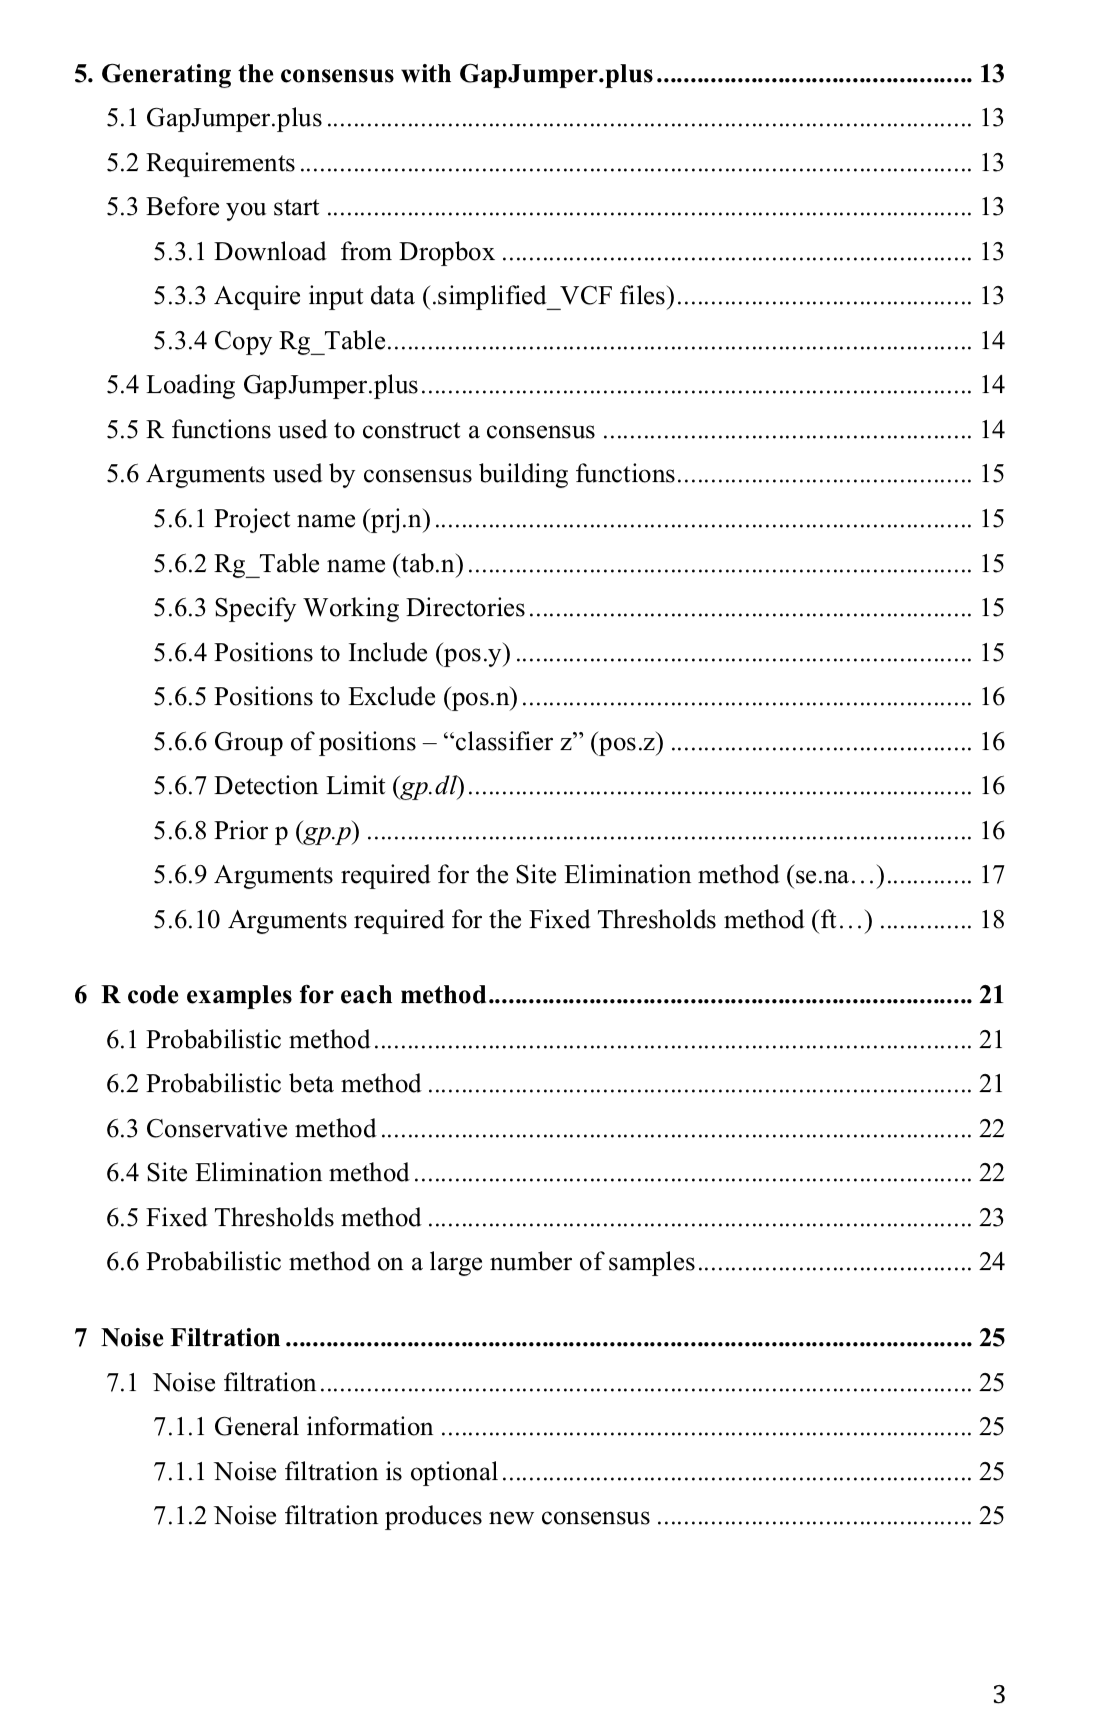 5. Generating the consensus with GapJumper.plus ............................................... 13
5.1 GapJumper.plus ................................................................................................. 13
5.2 Requirements ..................................................................................................... 13
5.3 Before you start ................................................................................................. 13
5.3.1 Download  from Dropbox ....................................................................... 13
5.3.3 Acquire input data (.simplified_VCF files)............................................ 13
5.3.4 Copy Rg_Table........................................................................................ 14
5.4 Loading GapJumper.plus................................................................................... 14
5.5 R functions used to construct a consensus ....................................................... 14
5.6 Arguments used by consensus building functions............................................ 15
5.6.1 Project name (prj.n)................................................................................. 15
5.6.2 Rg_Table name (tab.n)............................................................................ 15
5.6.3 Specify Working Directories................................................................... 15
5.6.4 Positions to Include (pos.y) ..................................................................... 15
5.6.5 Positions to Exclude (pos.n).................................................................... 16
5.6.6 Group of positions – “classifier z” (pos.z) ............................................. 16
5.6.7 Detection Limit (gp.dl)............................................................................ 16
5.6.8 Prior p (gp.p) ........................................................................................... 16
5.6.9 Arguments required for the Site Elimination method (se.na…)............. 17
5.6.10 Arguments required for the Fixed Thresholds method (ft…) .............. 18
6  R code examples for each method........................................................................ 21
6.1 Probabilistic method.......................................................................................... 21
6.2 Probabilistic beta method .................................................................................. 21
6.3 Conservative method......................................................................................... 22
6.4 Site Elimination method.................................................................................... 22
6.5 Fixed Thresholds method .................................................................................. 23
6.6 Probabilistic method on a large number of samples......................................... 24
7  Noise Filtration ...................................................................................................... 25
7.1  Noise filtration.................................................................................................. 25
7.1.1 General information ................................................................................ 25
7.1.1 Noise filtration is optional....................................................................... 25
7.1.2 Noise filtration produces new consensus ............................................... 25
3